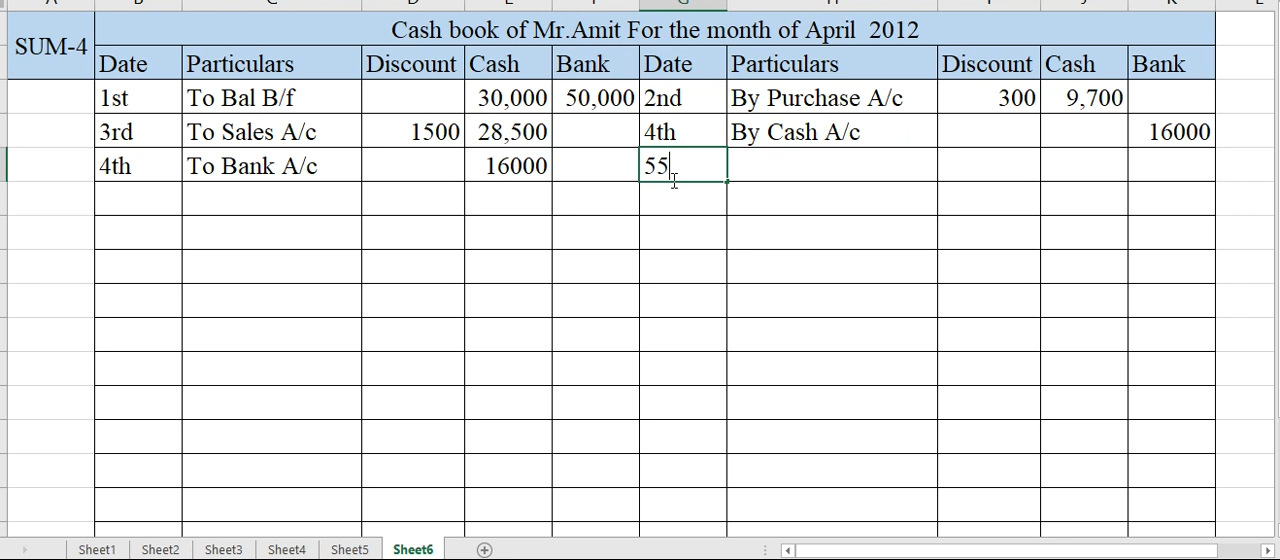 Cash book of Mr.Amit For the month of April 2012
SUM-4
Date Particulars Discount Cash Bank Date Particulars Discount Cash Bank
1st To Bal B/f 30,000 50,000 2nd By Purchase A/c 300 9,700
3rd To Sales A/c 1500 28,500 4th By Cash A/c 16000
4th To Bank A/c 16000 55
Sheet1 Sheet2 Sheet3 Sheet4 Sheet5 Sheet6